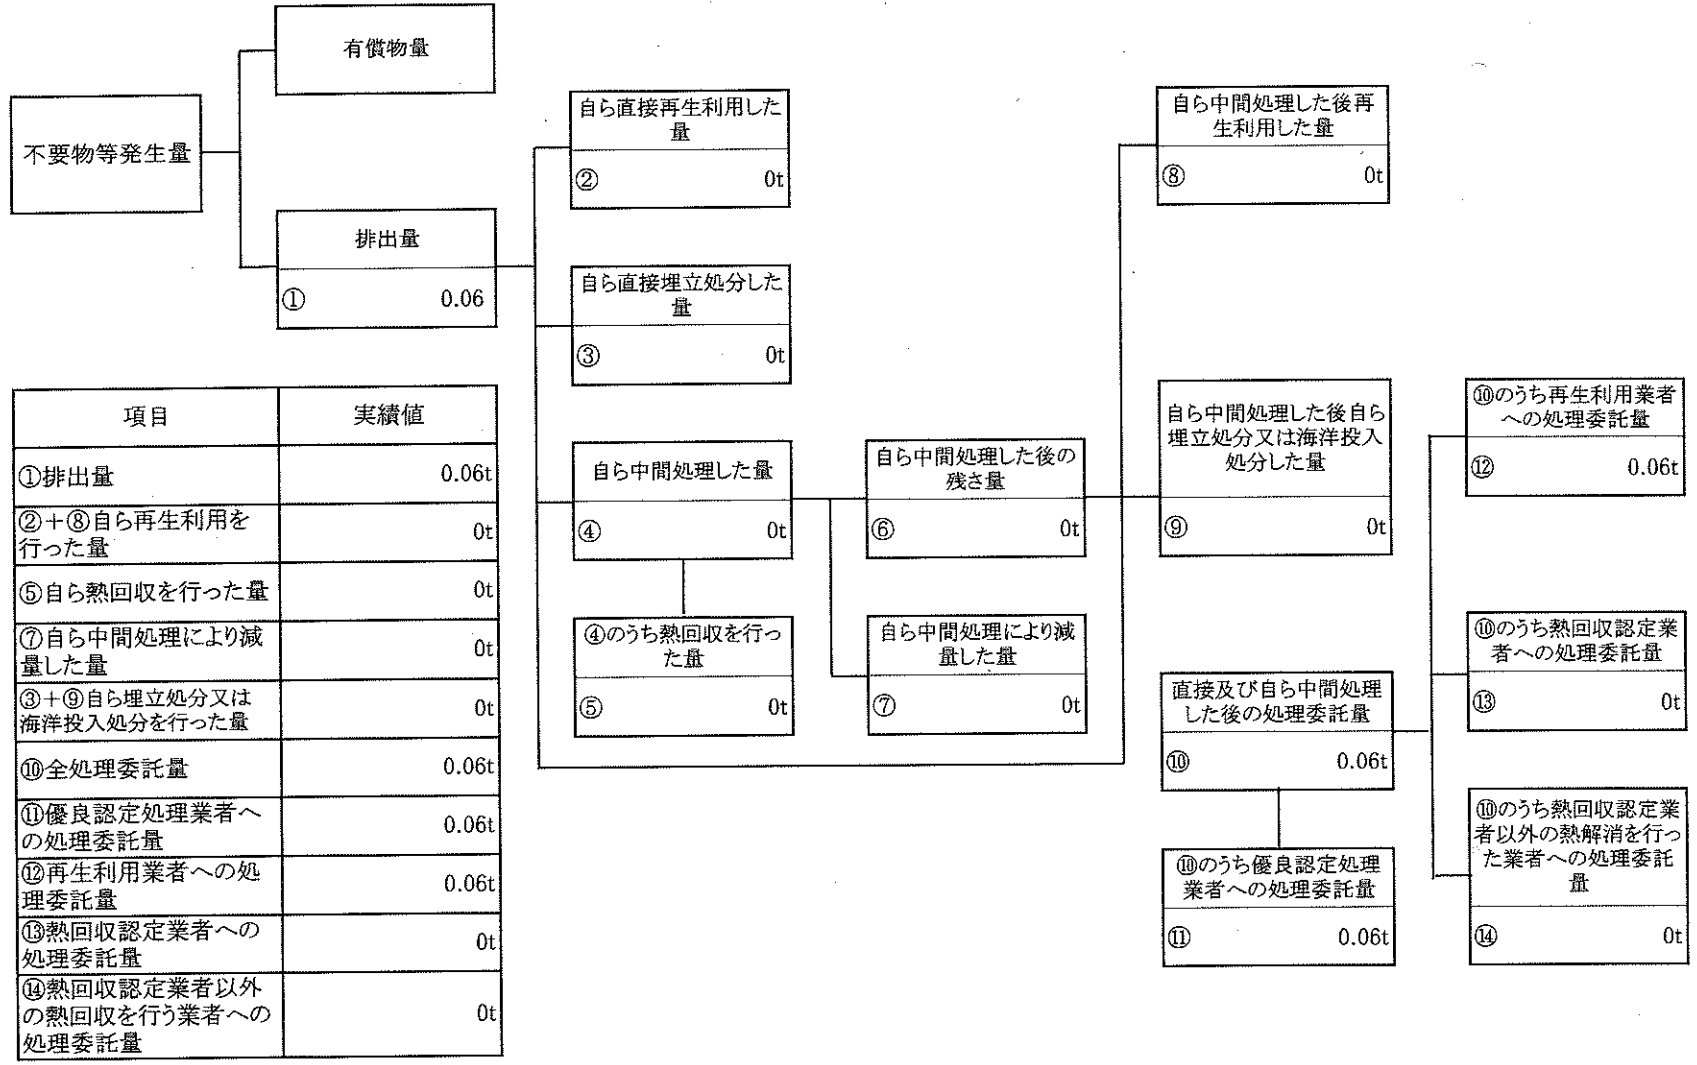 有償物量
不要物等発生量
排出量
① 0.06
自ら直接再生利用した
量
② 0t
自ら直接埋立処分した
量
③ 0t
自ら中間処理した量
④ 0t
④のうち熱回収を行っ
た量
⑤ 0t
自ら中間処理した後の
残さ量
⑥ 0t
自ら中間処理により減
量した量
⑦ 0t
自ら中間処理した後再
生利用した量
⑧ 0t
自ら中間処理した後自ら
埋立処分又は海洋投入
処分した量
⑨ 0t
直接及び自ら中間処理
した後の処理委託量
⑩ 0.06t
⑩のうち優良認定処理
業者への処理委託量
⑪ 0.06t
⑩のうち再生利用業者
への処理委託量
⑫ 0.06t
⑩のうち熱回収認定業
者への処理委託量
⑬ 0t
⑩のうち熱回収認定業
者以外の熱解消を行っ
た業者への処理委託
量
⑭ 0t
項目 実績値
①排出量 0.06t
②+⑧自ら再生利用を
行った量 0t
⑤自ら熱回収を行った量 0t
⑦自ら中間処理により減
量した量 0t
③+⑨自ら埋立処分又は
海洋投入処分を行った量 0t
⑩全処理委託量 0.06t
⑪優良認定処理業者へ
の処理委託量 0.06t
⑫再生利用業者への処
理委託量 0.06t
⑬熱回収認定業者への
処理委託量 0t
⑭熱回収認定業者以外
の熱回収を行う業者への
処理委託量 0t